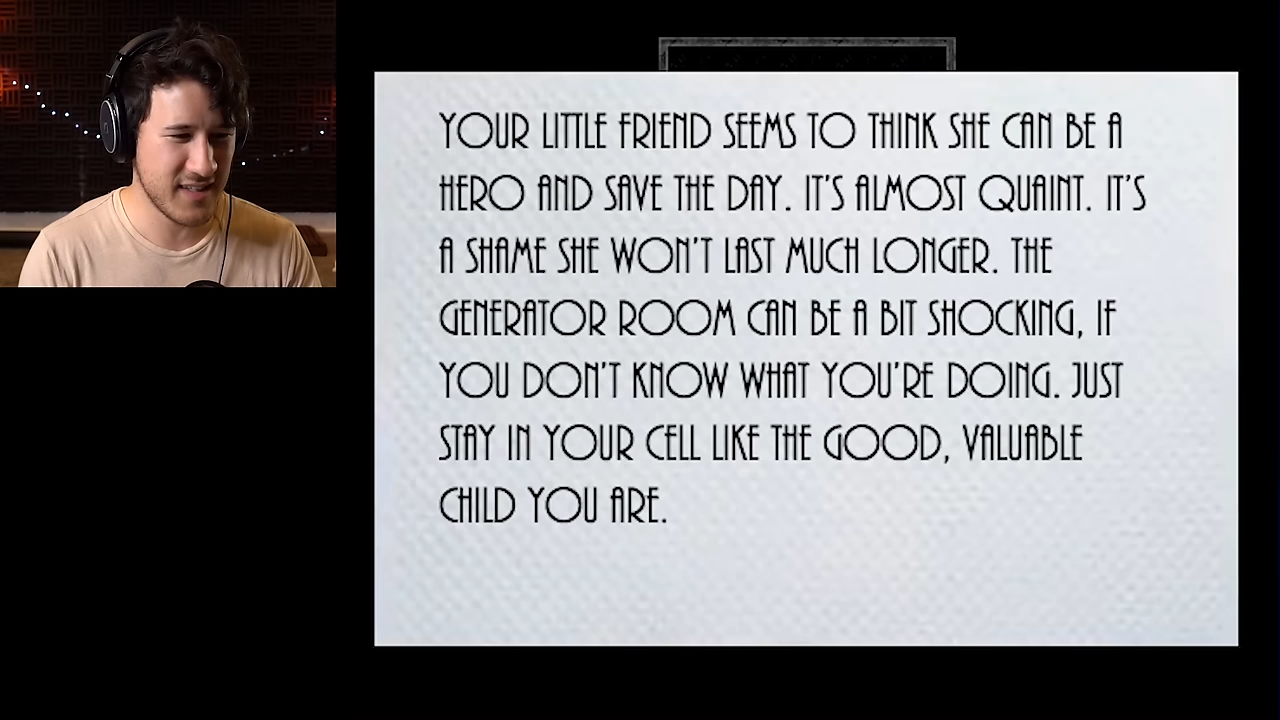 YOUR LITTLE FRIEND SEEMS TO THINK SHE CAN BE A
HERO AND SAVE THE DAY. IT'S ALMOST QUAINT. IT'S
A SHAME SHE WON'T LAST MUCH LONGER. THE
GENERATOR ROOM CAN BE A BIT SHOCKING, IF
YOU DON'T KNOW WHAT YOU'RE DOING. JUST
STAY IN YOUR CELL LIKE THE GOOD, VALUABLE
CHILD YOU ARE.